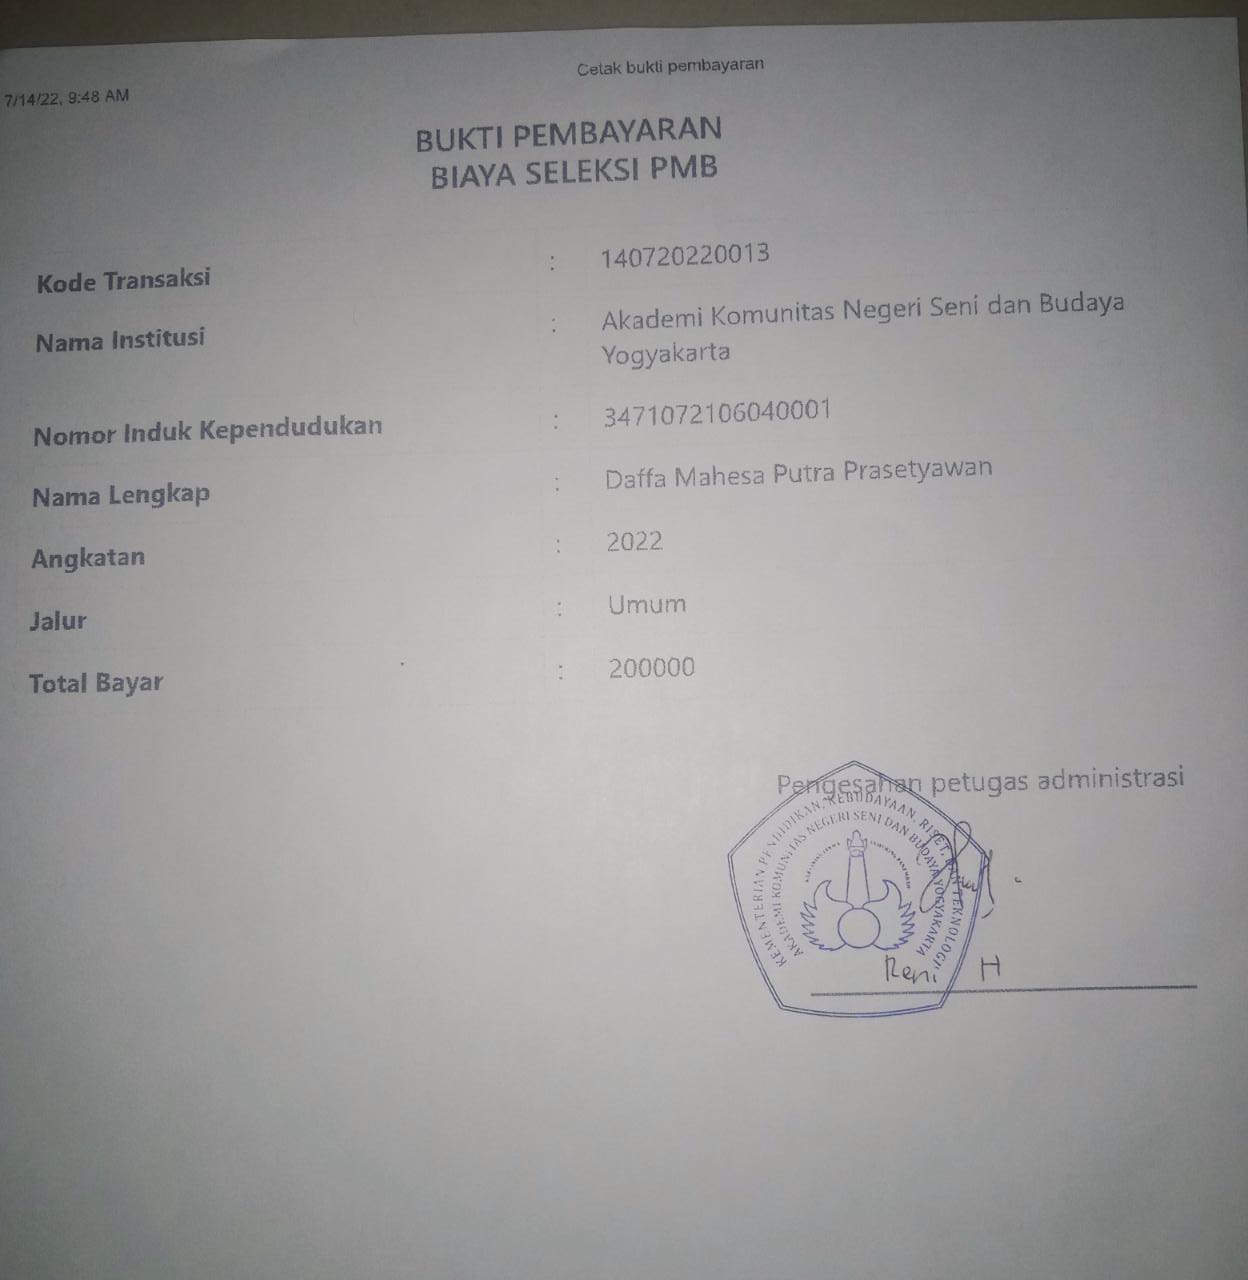 7/14/22, 9:48 AM
Cetak bukti pembayaran
BUKTI PEMBAYARAN
BIAYA SELEKSI PMB
Kode Transaksi : 140720220013
Nama Institusi : Akademi Komunitas Negeri Seni dan Budaya
Yogyakarta
Nomor Induk Kependudukan : 3471072106040001
Nama Lengkap : Daffa Mahesa Putra Prasetyawan
Angkatan : 2022
Jalur : Umum
Total Bayar : 200000
Pengesahan petugas administrasi
KEMENTERIAN PENDIDIKAN, KEBUDAYAAN, RISET, DAN TEKNOLOGI
AKADEMI KOMUNITAS NEGERI SENI DAN BUDAYA YOGYAKARTA
Reni H